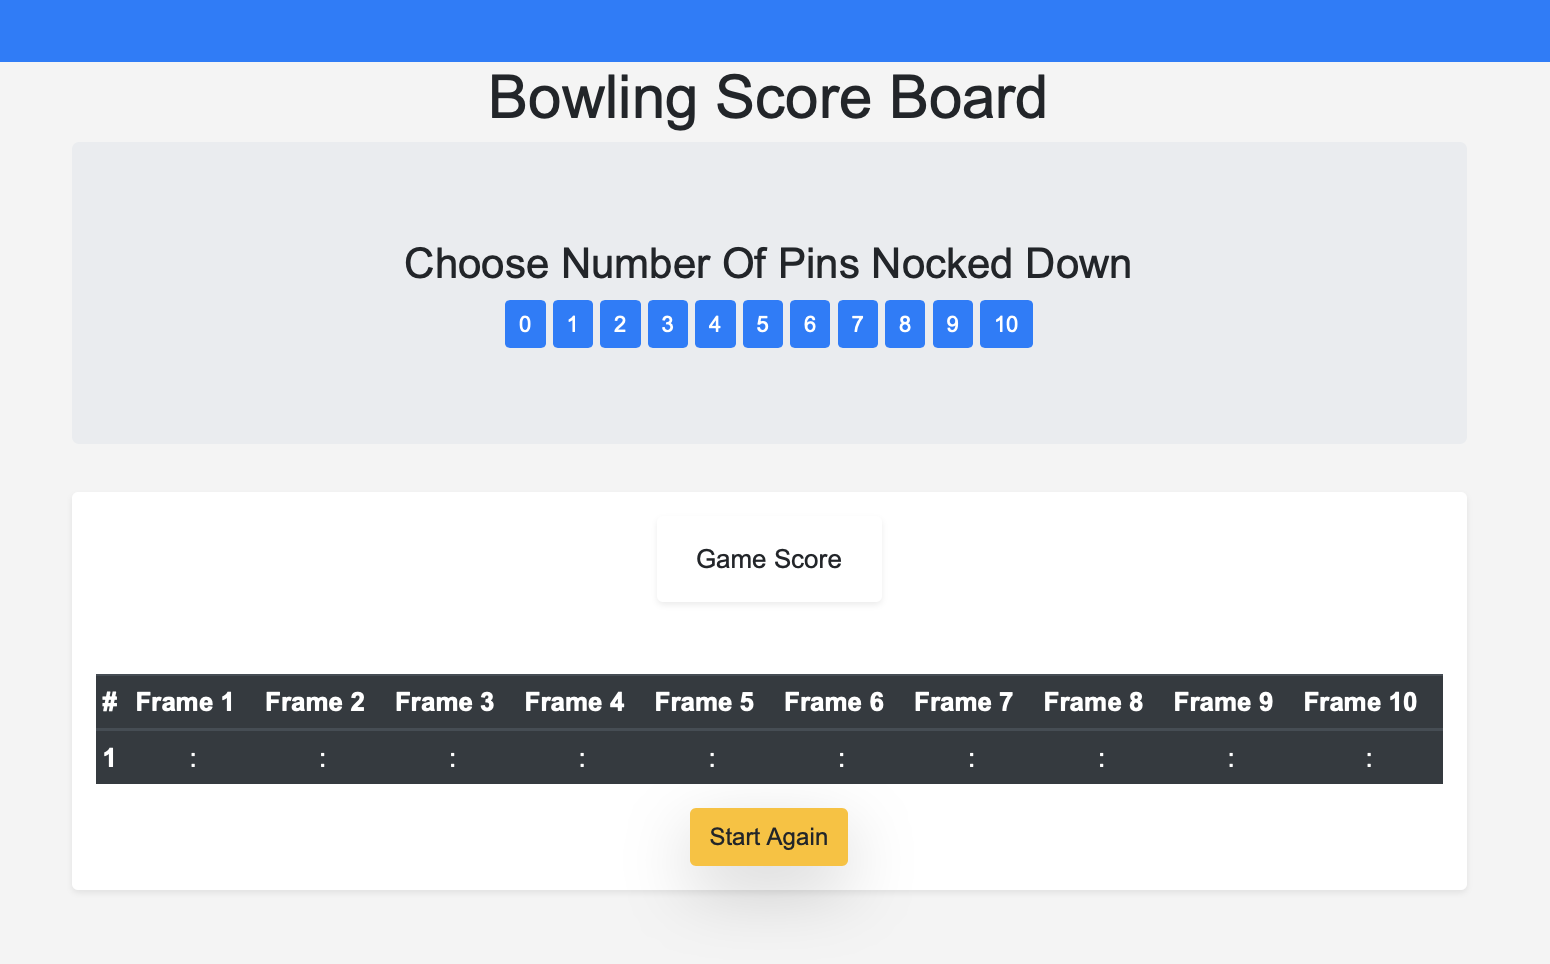 Bowling Score Board
Choose Number Of Pins Nocked Down
0 1 2 3 4 5 6 7 8 9 10
Game Score
# Frame 1 Frame 2 Frame 3 Frame 4 Frame 5 Frame 6 Frame 7 Frame 8 Frame 9 Frame 10
1 : : : : : : : : : :
Start Again